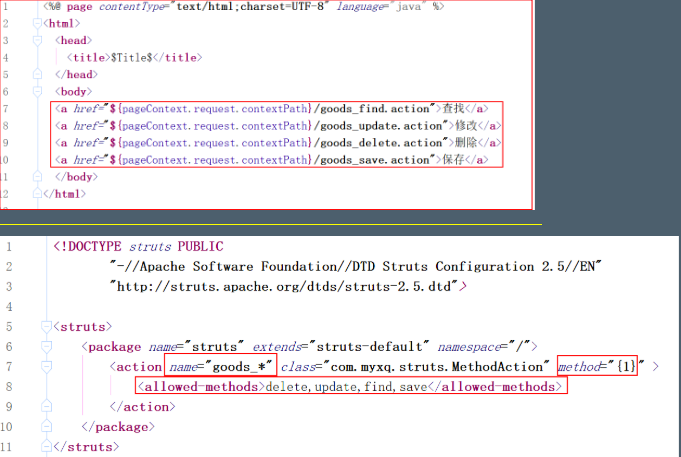 1 <%@ page contentType="text/html;charset=UTF-8" language="java" %>
2 <html>
3 <head>
4 <title>$Title$</title>
5 </head>
6 <body>
7 <a href="${pageContext.request.contextPath}/goods_find.action">查找</a>
8 <a href="${pageContext.request.contextPath}/goods_update.action">修改</a>
9 <a href="${pageContext.request.contextPath}/goods_delete.action">删除</a>
10 <a href="${pageContext.request.contextPath}/goods_save.action">保存</a>
11 </body>
12 </html>
1 <!DOCTYPE struts PUBLIC
2 "-//Apache Software Foundation//DTD Struts Configuration 2.5//EN"
3 "http://struts.apache.org/dtds/struts-2.5.dtd">
4
5 <struts>
6 <package name="struts" extends="struts-default" namespace="/">
7 <action name="goods_*" class="com.myxq.struts.MethodAction" method="{1}" >
8 <allowed-methods>delete,update,find,save</allowed-methods>
9 </action>
10 </package>
11 </struts>